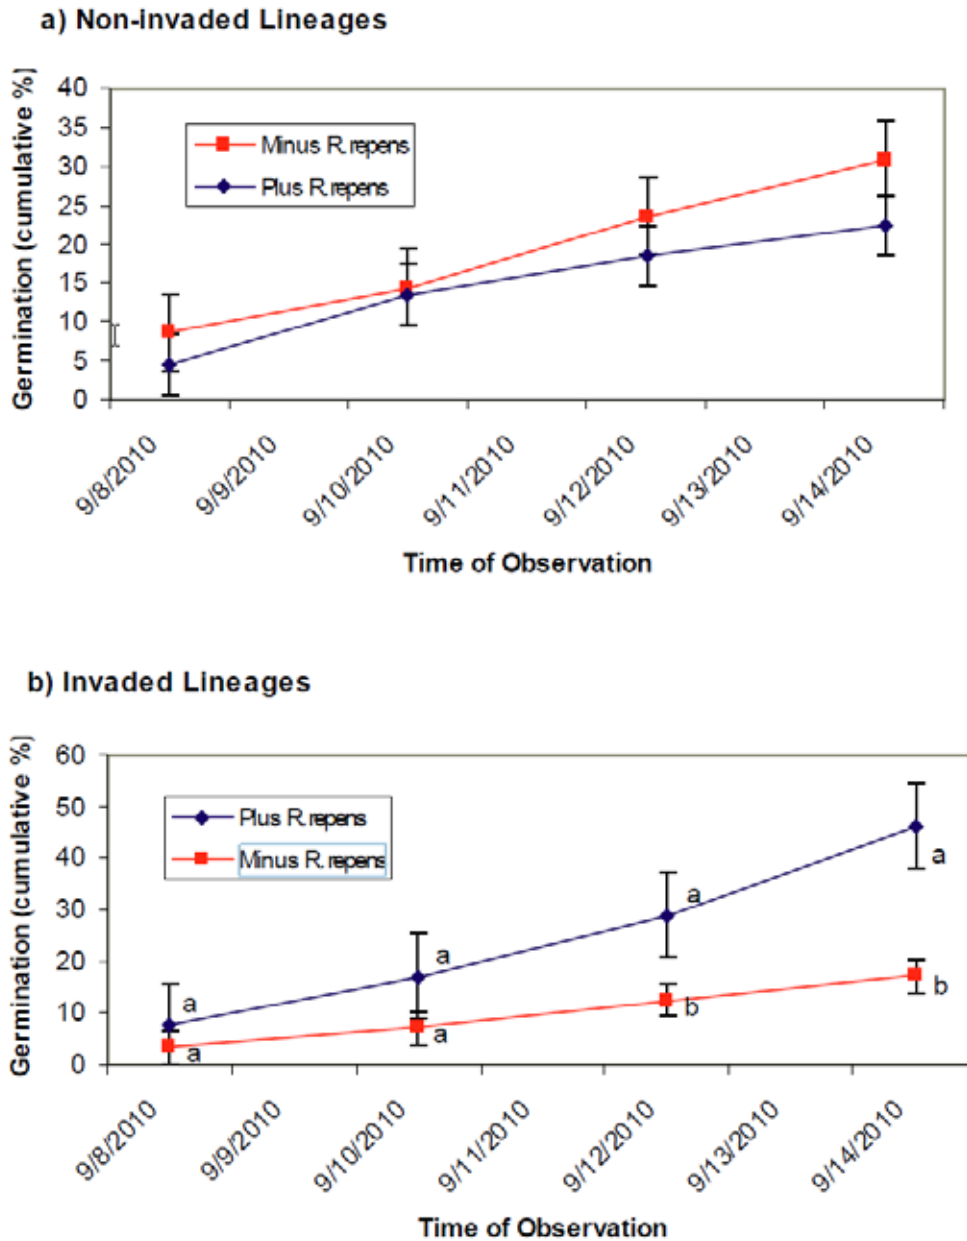 a) Non-invaded Lineages
Germination (cumulative %)
40
35
30
25
20
15
10
5
0
Minus R. repens
Plus R. repens
9/8/2010
9/9/2010
9/10/2010
9/11/2010
9/12/2010
9/13/2010
9/14/2010
Time of Observation
b) Invaded Lineages
Germination (cumulative %)
60
50
40
30
20
10
0
Plus R. repens
Minus R. repens
a
a
a
a
a
b
a
b
9/8/2010
9/9/2010
9/10/2010
9/11/2010
9/12/2010
9/13/2010
9/14/2010
Time of Observation